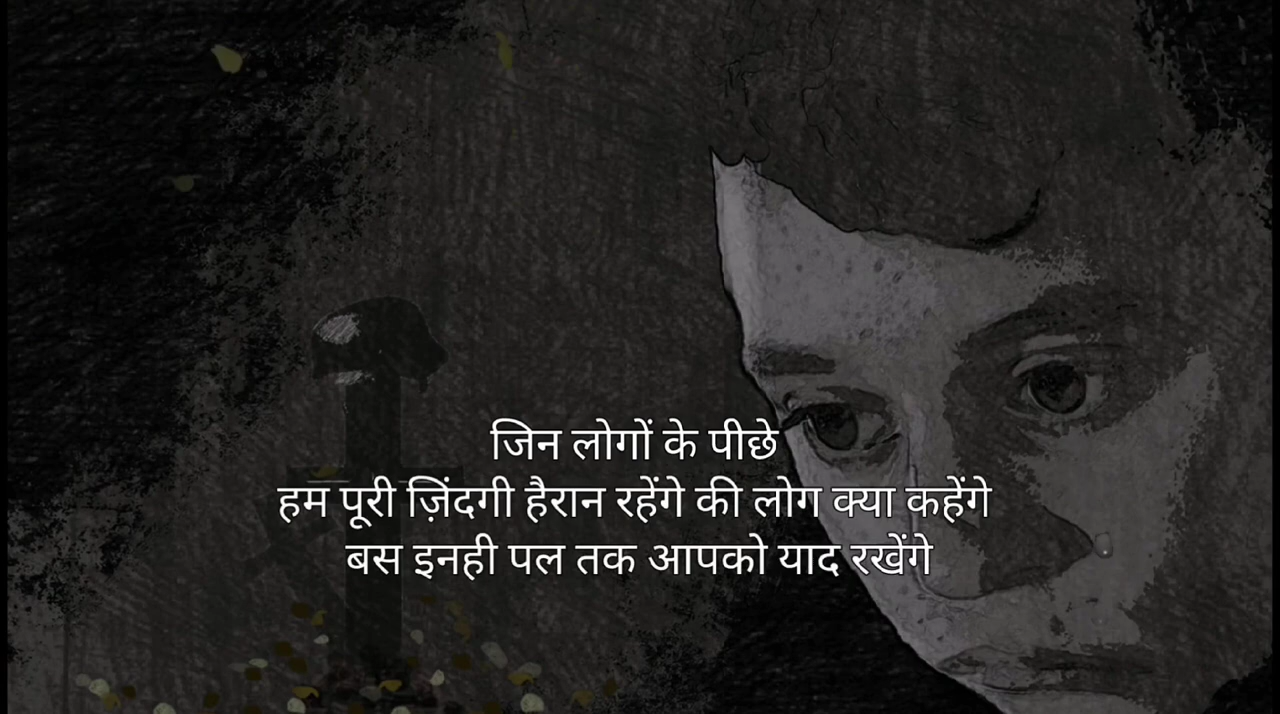 जिन लोगों के पीछे
हम पूरी ज़िंदगी हैरान रहेंगे की लोग क्या कहेंगे
बस इनही पल तक आपको याद रखेंगे